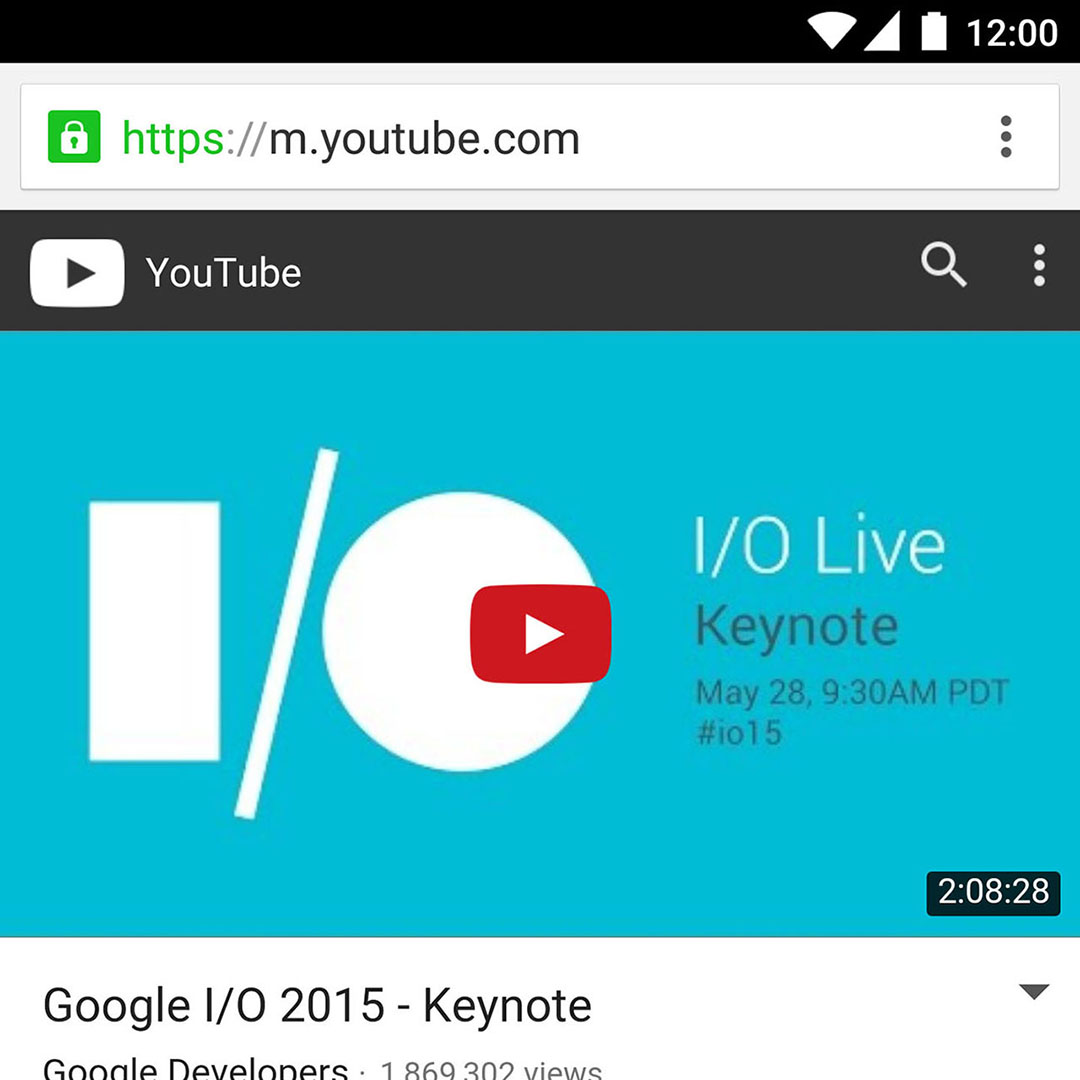 12:00
https://m.youtube.com
YouTube
I/O
I/O Live
Keynote
May 28, 9:30AM PDT
#io15
2:08:28
Google I/O 2015 - Keynote
Google Developers · 1,869,302 views